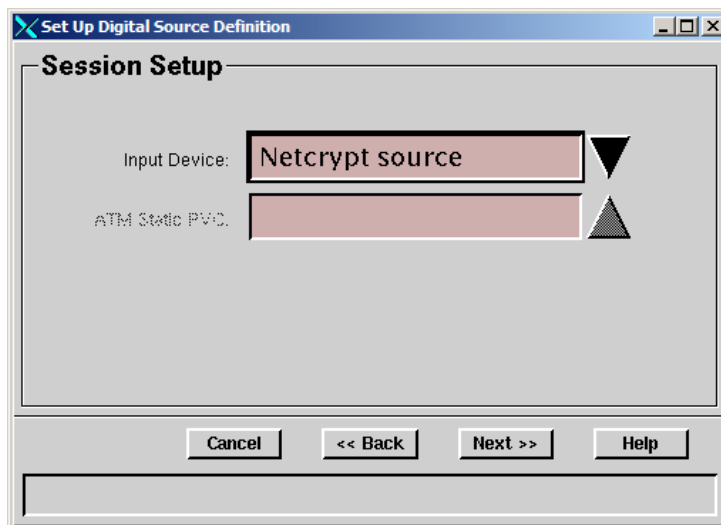 Set Up Digital Source Definition
Session Setup
Input Device: Netcrypt source
ATM Static PVC:
Cancel << Back Next >> Help